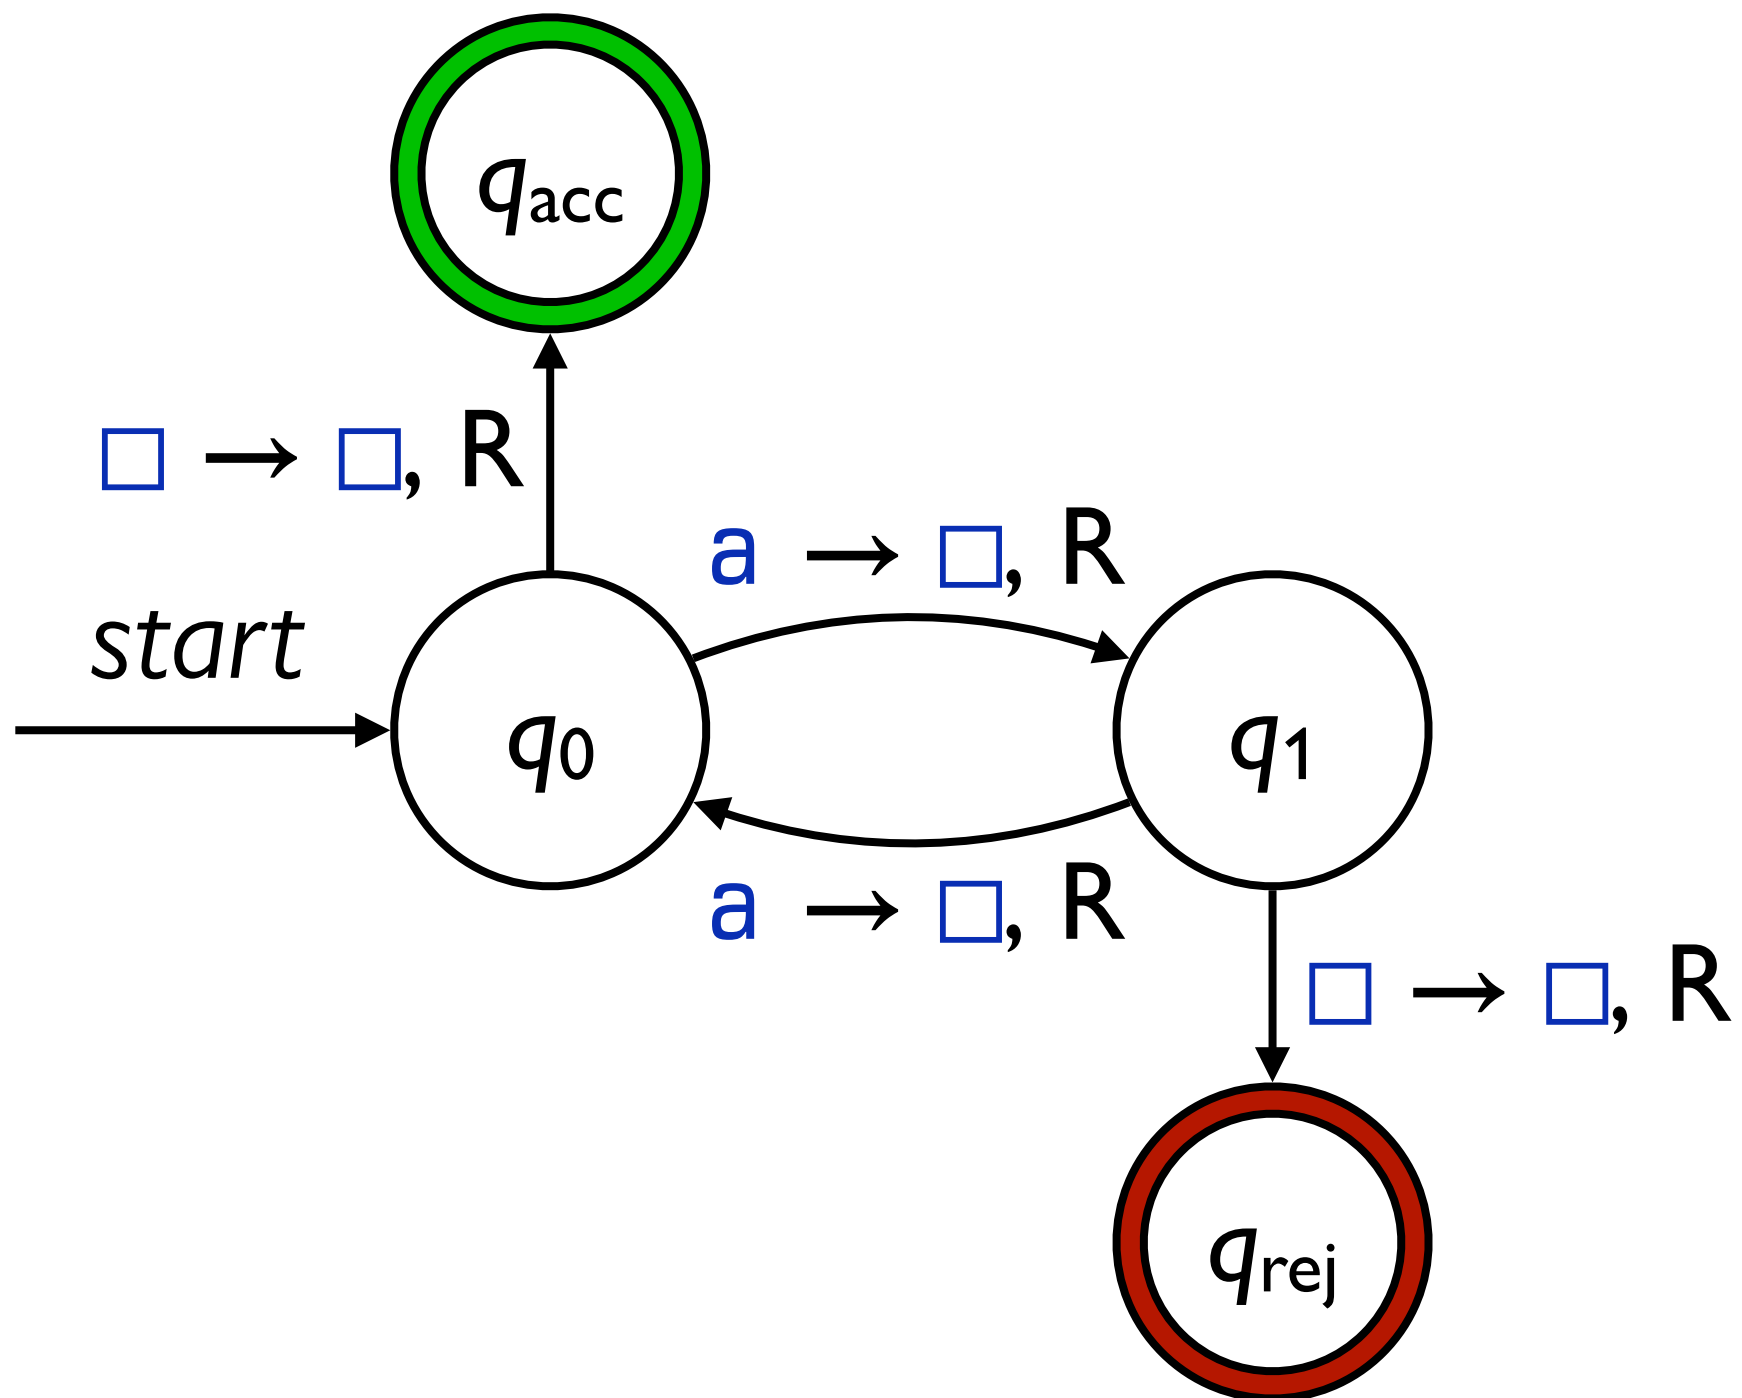 qacc
□ → □, R
a → □, R
start
q0
q1
a → □, R
□ → □, R
qrej